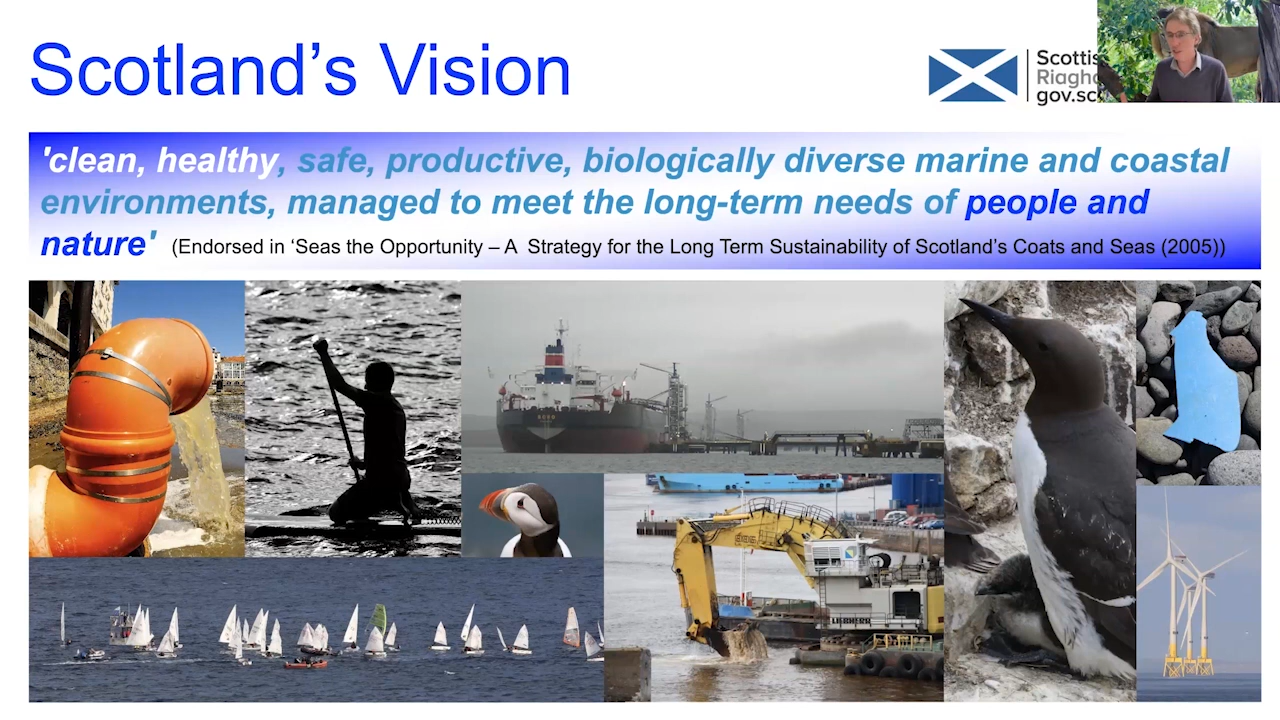 Scotland’s Vision
Scottis
Riagh
gov.sc
'clean, healthy, safe, productive, biologically diverse marine and coastal
environments, managed to meet the long-term needs of people and
nature' (Endorsed in ‘Seas the Opportunity – A Strategy for the Long Term Sustainability of Scotland’s Coats and Seas (2005))
LIEBHERR